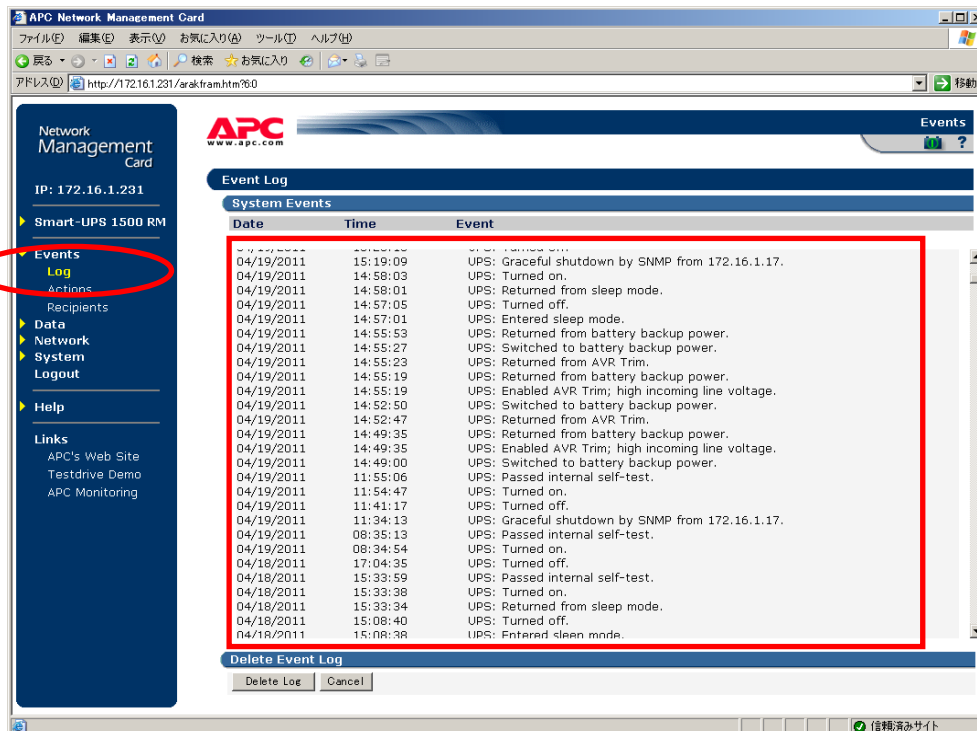 APC Network Management Card
ファイル(F) 編集(E) 表示(V) お気に入り(A) ツール(T) ヘルプ(H)
戻る 検索 お気に入り
アドレス(D) http://172.16.1.231/arakfram.htm?6:0 移動
Network
Management
Card
IP: 172.16.1.231
Smart-UPS 1500 RM
Events
Log
Actions
Recipients
Data
Network
System
Logout
Help
Links
APC's Web Site
Testdrive Demo
APC Monitoring
APC
www.apc.com
Events
?
Event Log
System Events
Date Time Event
04/19/2011 15:19:09 UPS: Graceful shutdown by SNMP from 172.16.1.17.
04/19/2011 14:58:03 UPS: Turned on.
04/19/2011 14:58:01 UPS: Returned from sleep mode.
04/19/2011 14:57:05 UPS: Turned off.
04/19/2011 14:57:01 UPS: Entered sleep mode.
04/19/2011 14:55:53 UPS: Returned from battery backup power.
04/19/2011 14:55:27 UPS: Switched to battery backup power.
04/19/2011 14:55:23 UPS: Returned from AVR Trim.
04/19/2011 14:55:19 UPS: Returned from battery backup power.
04/19/2011 14:55:19 UPS: Enabled AVR Trim; high incoming line voltage.
04/19/2011 14:52:50 UPS: Switched to battery backup power.
04/19/2011 14:52:47 UPS: Returned from AVR Trim.
04/19/2011 14:49:35 UPS: Returned from battery backup power.
04/19/2011 14:49:35 UPS: Enabled AVR Trim; high incoming line voltage.
04/19/2011 14:49:00 UPS: Switched to battery backup power.
04/19/2011 11:55:06 UPS: Passed internal self-test.
04/19/2011 11:54:47 UPS: Turned on.
04/19/2011 11:41:17 UPS: Turned off.
04/19/2011 11:34:13 UPS: Graceful shutdown by SNMP from 172.16.1.17.
04/19/2011 08:35:13 UPS: Passed internal self-test.
04/19/2011 08:34:54 UPS: Turned on.
04/18/2011 17:04:35 UPS: Turned off.
04/18/2011 15:33:59 UPS: Passed internal self-test.
04/18/2011 15:33:38 UPS: Turned on.
04/18/2011 15:33:34 UPS: Returned from sleep mode.
04/18/2011 15:08:40 UPS: Turned off.
04/18/2011 15:08:38 UPS: Entered sleep mode.
Delete Event Log
Delete Log Cancel
信頼済みサイト